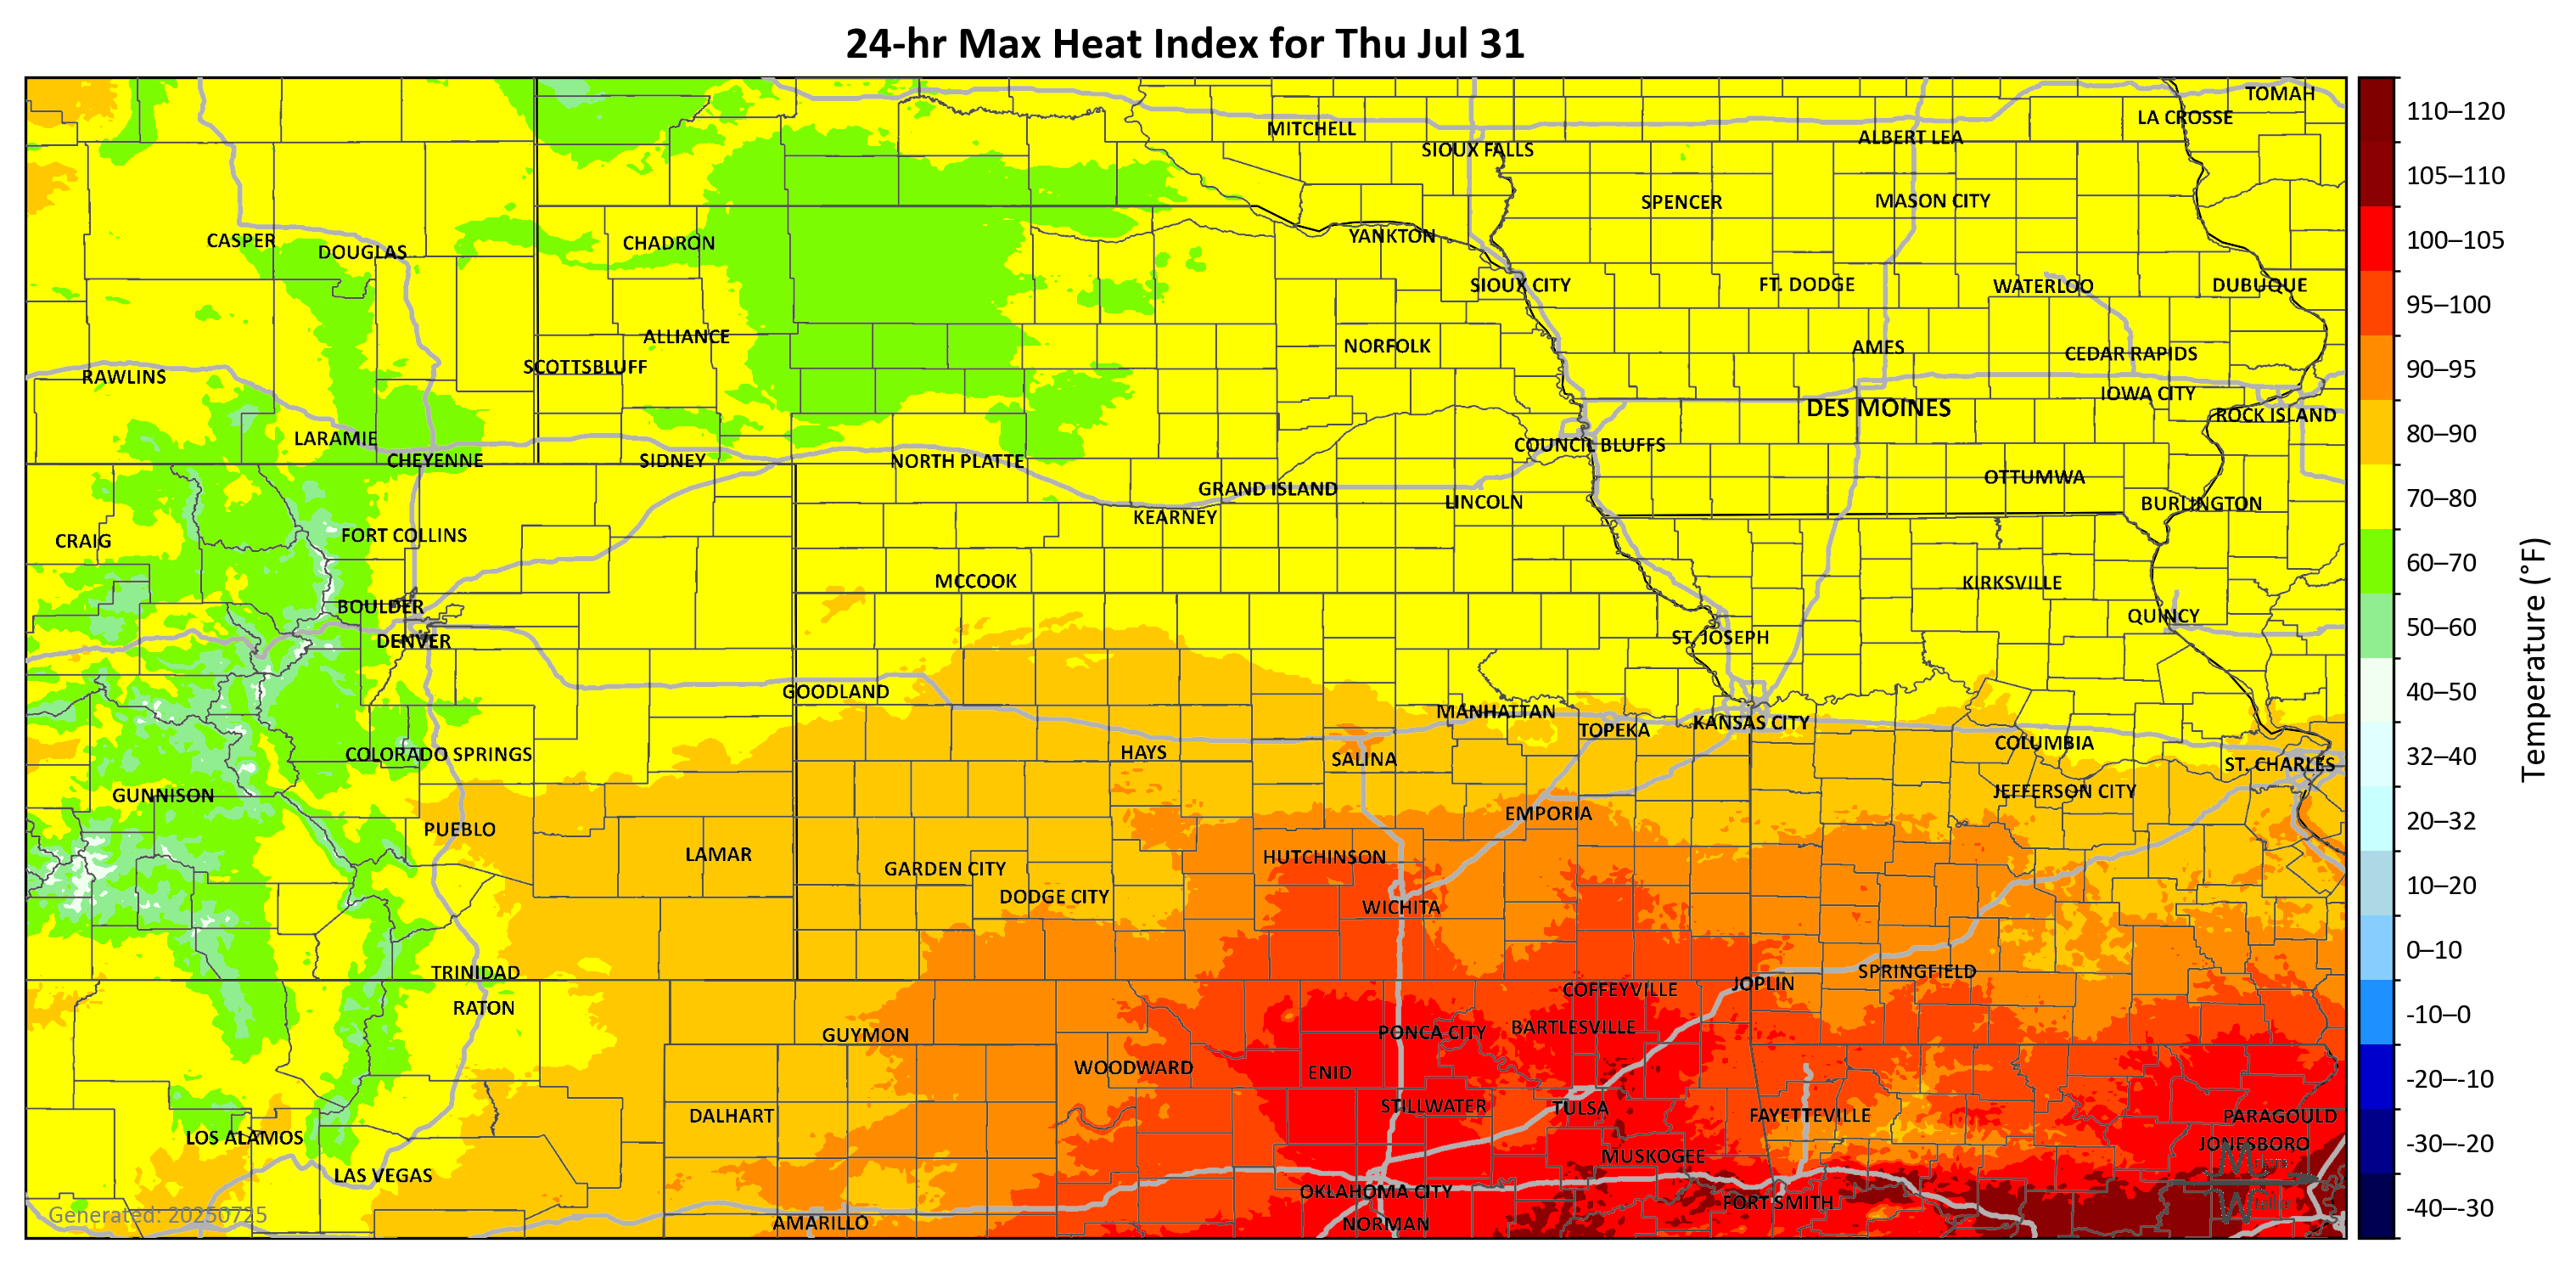 24-hr Max Heat Index for Thu Jul 31
TOMAH
LA CROSSE
MITCHELL
ALBERT LEA
SIOUX FALLS
SPENCER
MASON CITY
CASPER
DOUGLAS
CHADRON
YANKTON
SIOUX CITY
FT. DODGE
WATERLOO
DUBUQUE
ALLIANCE
NORFOLK
AMES
CEDAR RAPIDS
SCOTTSBLUFF
RAWLINS
IOWA CITY
DES MOINES
ROCK ISLAND
LARAMIE
COUNCIL BLUFFS
CHEYENNE
SIDNEY
NORTH PLATTE
OTTUMWA
GRAND ISLAND
LINCOLN
BURLINGTON
KEARNEY
FORT COLLINS
CRAIG
MCCOOK
KIRKSVILLE
BOULDER
QUINCY
DENVER
ST. JOSEPH
GOODLAND
MANHATTAN
KANSAS CITY
TOPEKA
COLUMBIA
COLORADO SPRINGS
HAYS
SALINA
ST. CHARLES
GUNNISON
JEFFERSON CITY
EMPORIA
PUEBLO
LAMAR
HUTCHINSON
GARDEN CITY
DODGE CITY
WICHITA
TRINIDAD
SPRINGFIELD
JOPLIN
COFFEYVILLE
RATON
GUYMON
PONCA CITY
BARTLESVILLE
WOODWARD
ENID
STILLWATER
TULSA
DALHART
FAYETTEVILLE
PARAGOULD
LOS ALAMOS
JONESBORO
MUSKOGEE
LAS VEGAS
OKLAHOMA CITY
FORT SMITH
AMARILLO
NORMAN
Generated: 20250725
110–120
105–110
100–105
95–100
90–95
80–90
70–80
60–70
50–60
40–50
32–40
20–32
10–20
0–10
-10–0
-20–-10
-30–-20
-40–-30
Temperature (°F)